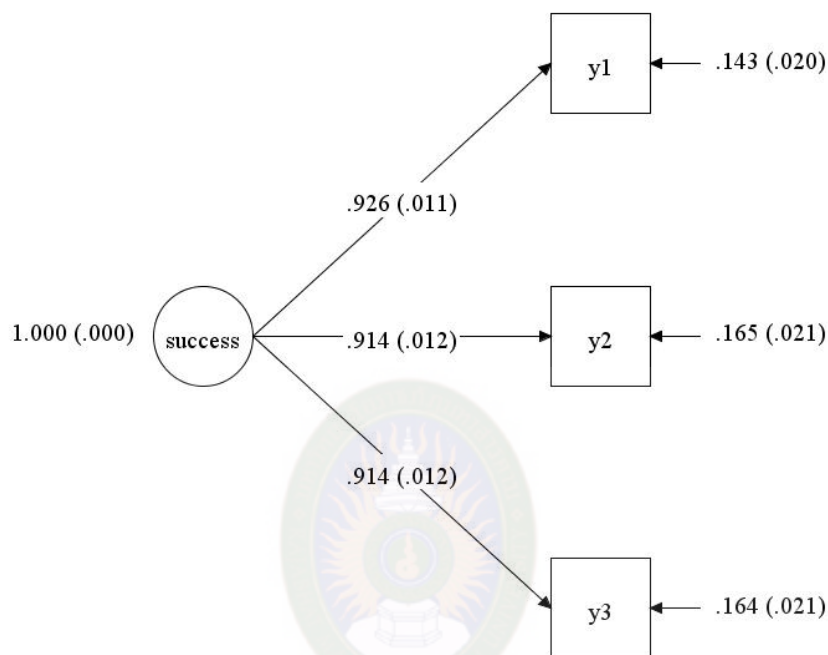 y1
.143 (.020)
.926 (.011)
1.000 (.000)
success
.914 (.012)
y2
.165 (.021)
.914 (.012)
y3
.164 (.021)